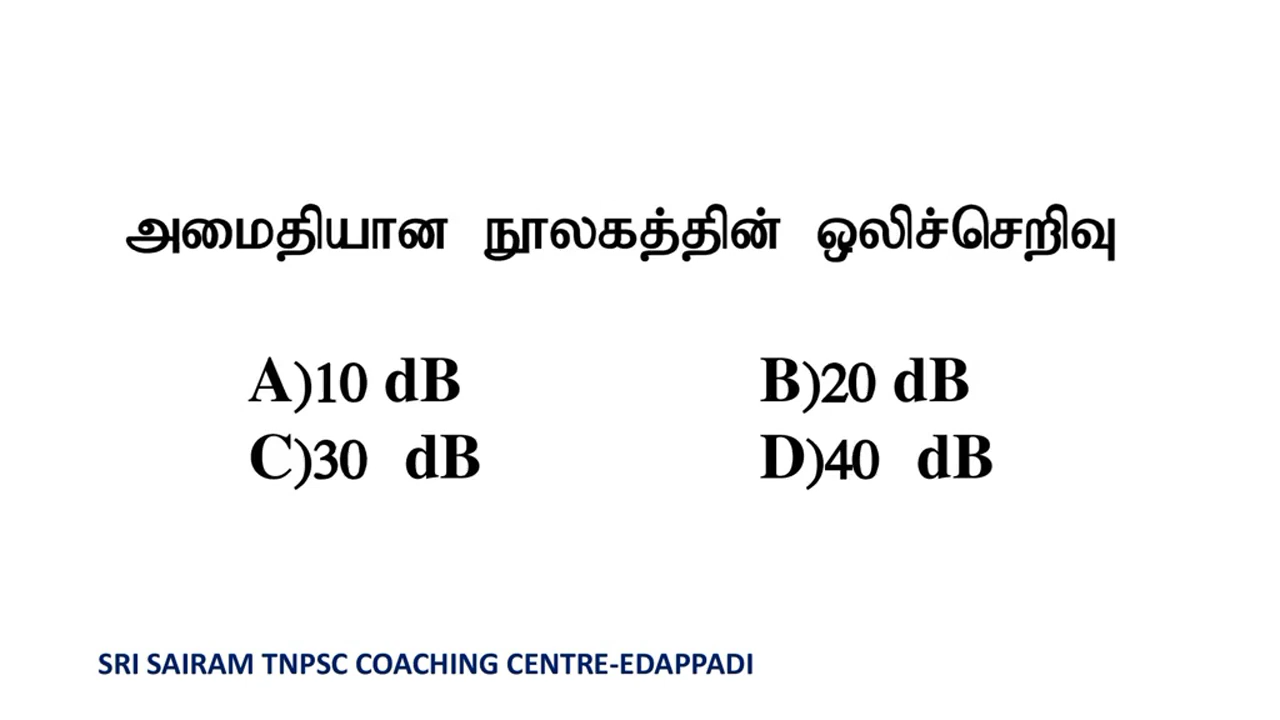 அமைதியான நூலகத்தின் ஒலிச்செறிவு
A)10 dB B)20 dB
C)30 dB D)40 dB
SRI SAIRAM TNPSC COACHING CENTRE-EDAPPADI